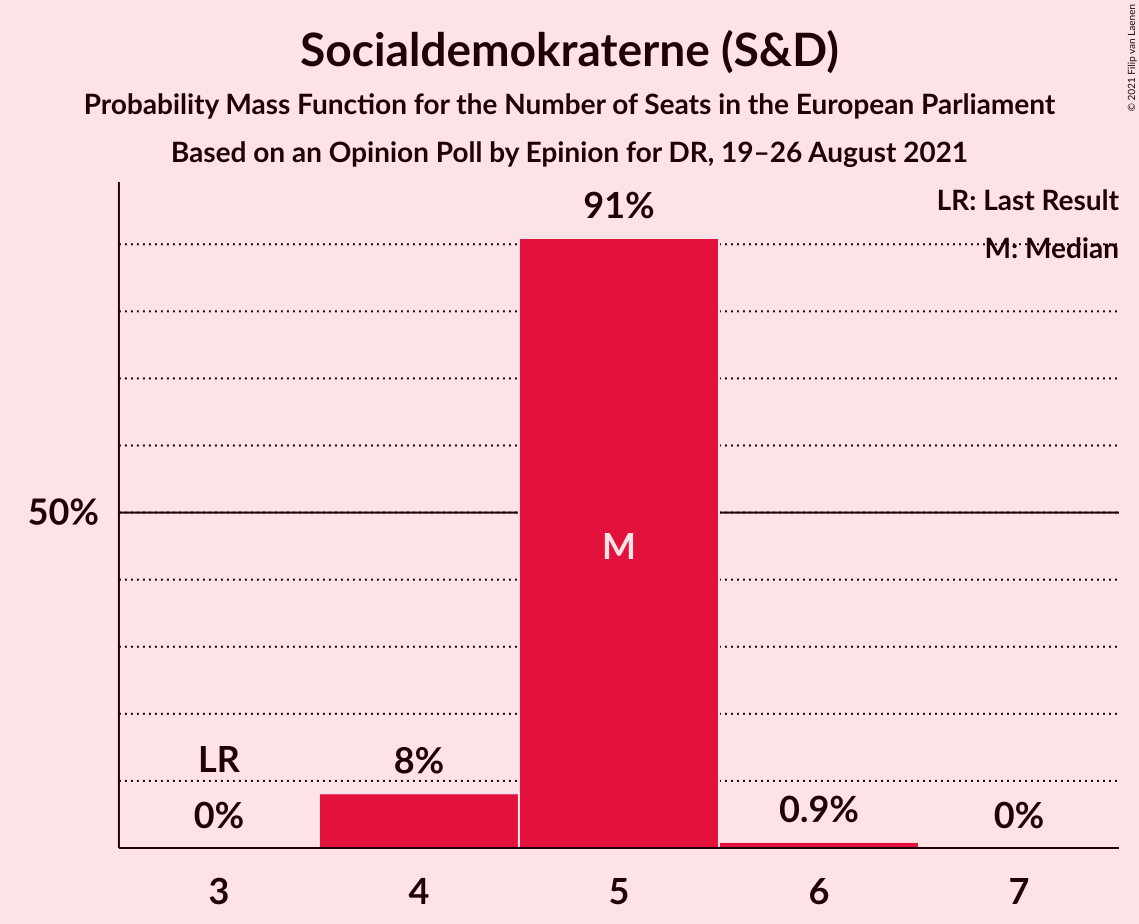 Socialdemokraterne (S&D)
Probability Mass Function for the Number of Seats in the European Parliament
Based on an Opinion Poll by Epinion for DR, 19–26 August 2021
© 2021 Filip van Laenen
LR: Last Result
M: Median
91%
50%
M
LR
0%
8%
0.9%
0%
3
4
5
6
7